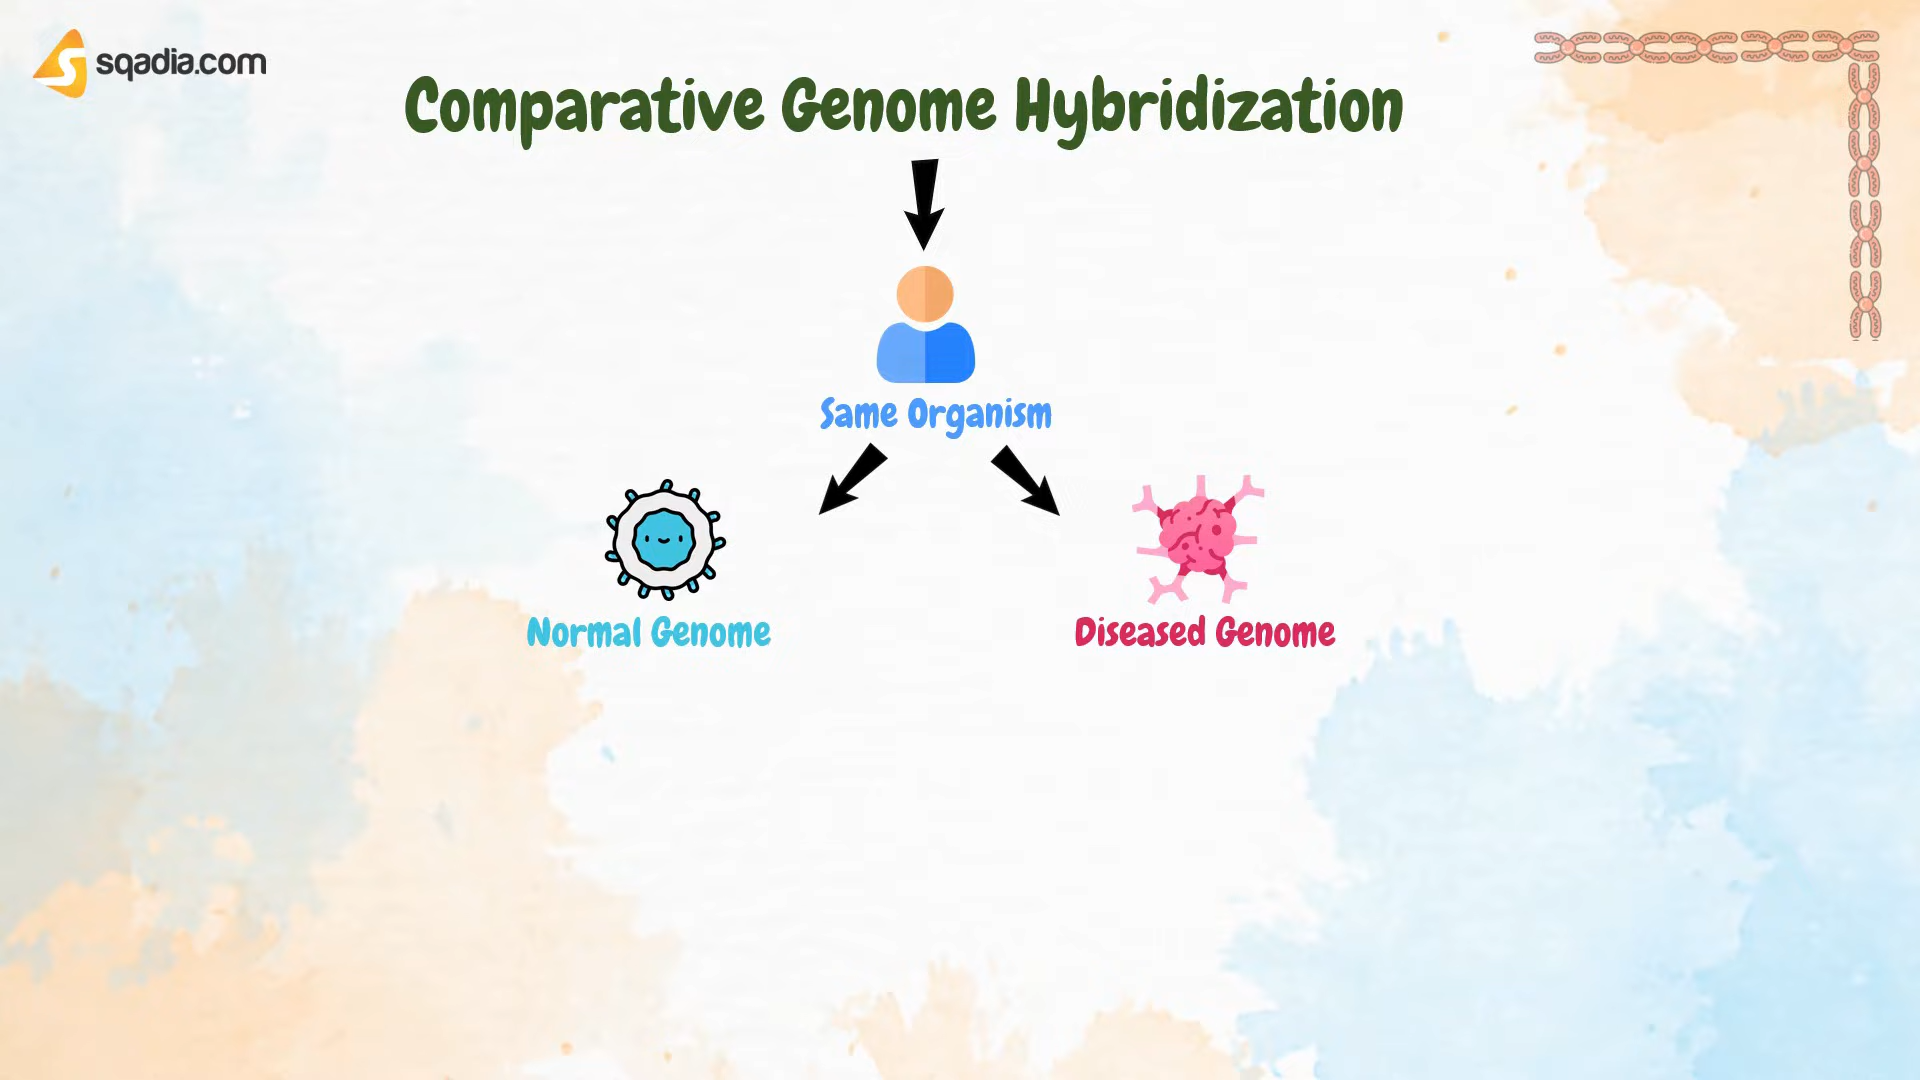 sqadia.com
Comparative Genome Hybridization
Same Organism
Normal Genome
Diseased Genome